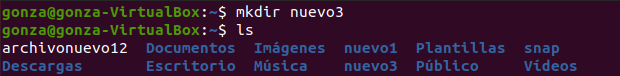 gonza@gonza-VirtualBox:~$ mkdir nuevo3
gonza@gonza-VirtualBox:~$ ls
archivonuevo12 Documentos Imágenes nuevo1 Plantillas snap
Descargas Escritorio Música nuevo3 Público Vídeos